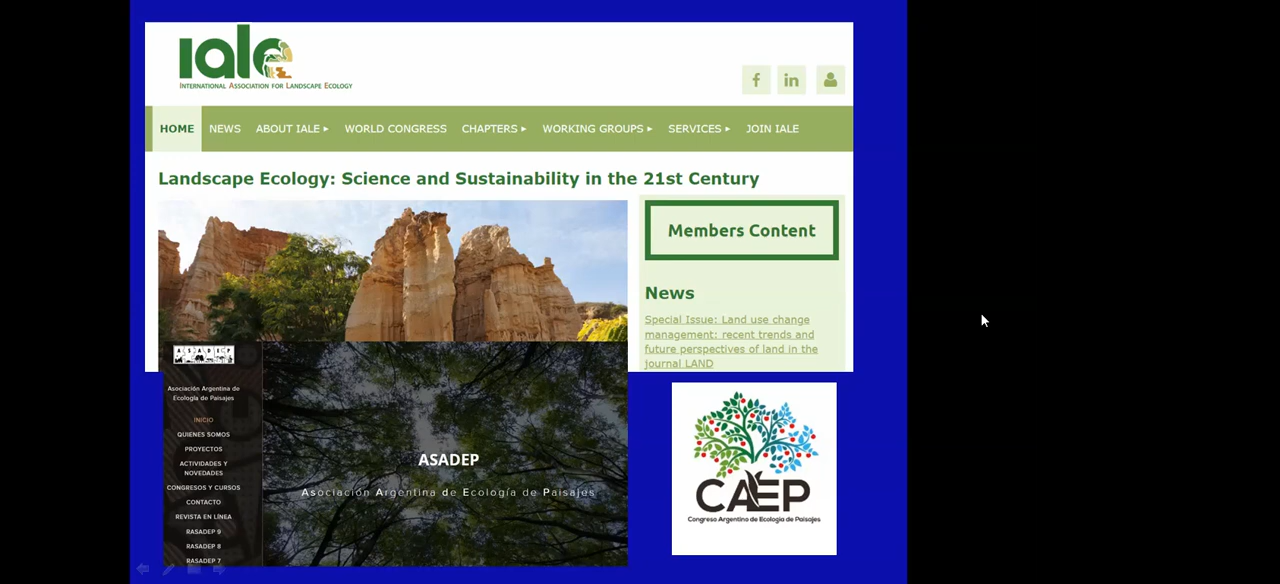 iale
INTERNATIONAL ASSOCIATION FOR LANDSCAPE ECOLOGY
f in
HOME NEWS ABOUT IALE ▸ WORLD CONGRESS CHAPTERS ▸ WORKING GROUPS ▸ SERVICES ▸ JOIN IALE
Landscape Ecology: Science and Sustainability in the 21st Century
Members Content
News
Special Issue: Land use change
management: recent trends and
future perspectives of land in the
journal LAND
ASADEP
Asociación Argentina de
Ecología de Paisajes
INICIO
QUIENES SOMOS
PROYECTOS
ACTIVIDADES Y
NOVEDADES
CONGRESOS Y CURSOS
CONTACTO
REVISTA EN LÍNEA
RASADEP 9
RASADEP 8
RASADEP 7
ASADEP
Asociación Argentina de Ecología de Paisajes
CAEP
Congreso Argentino de Ecología de Paisajes